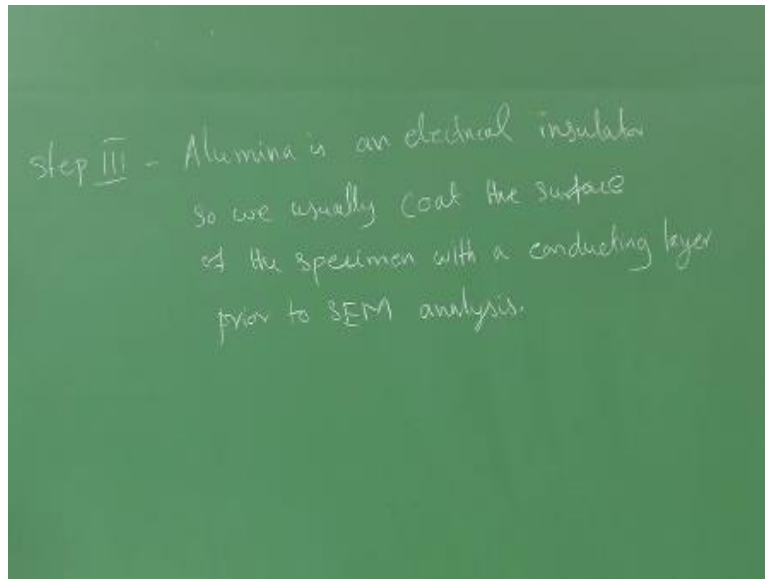 Step III - Alumina is an electrical insulator
so we usually coat the surface
of the specimen with a conducting layer
prior to SEM analysis.